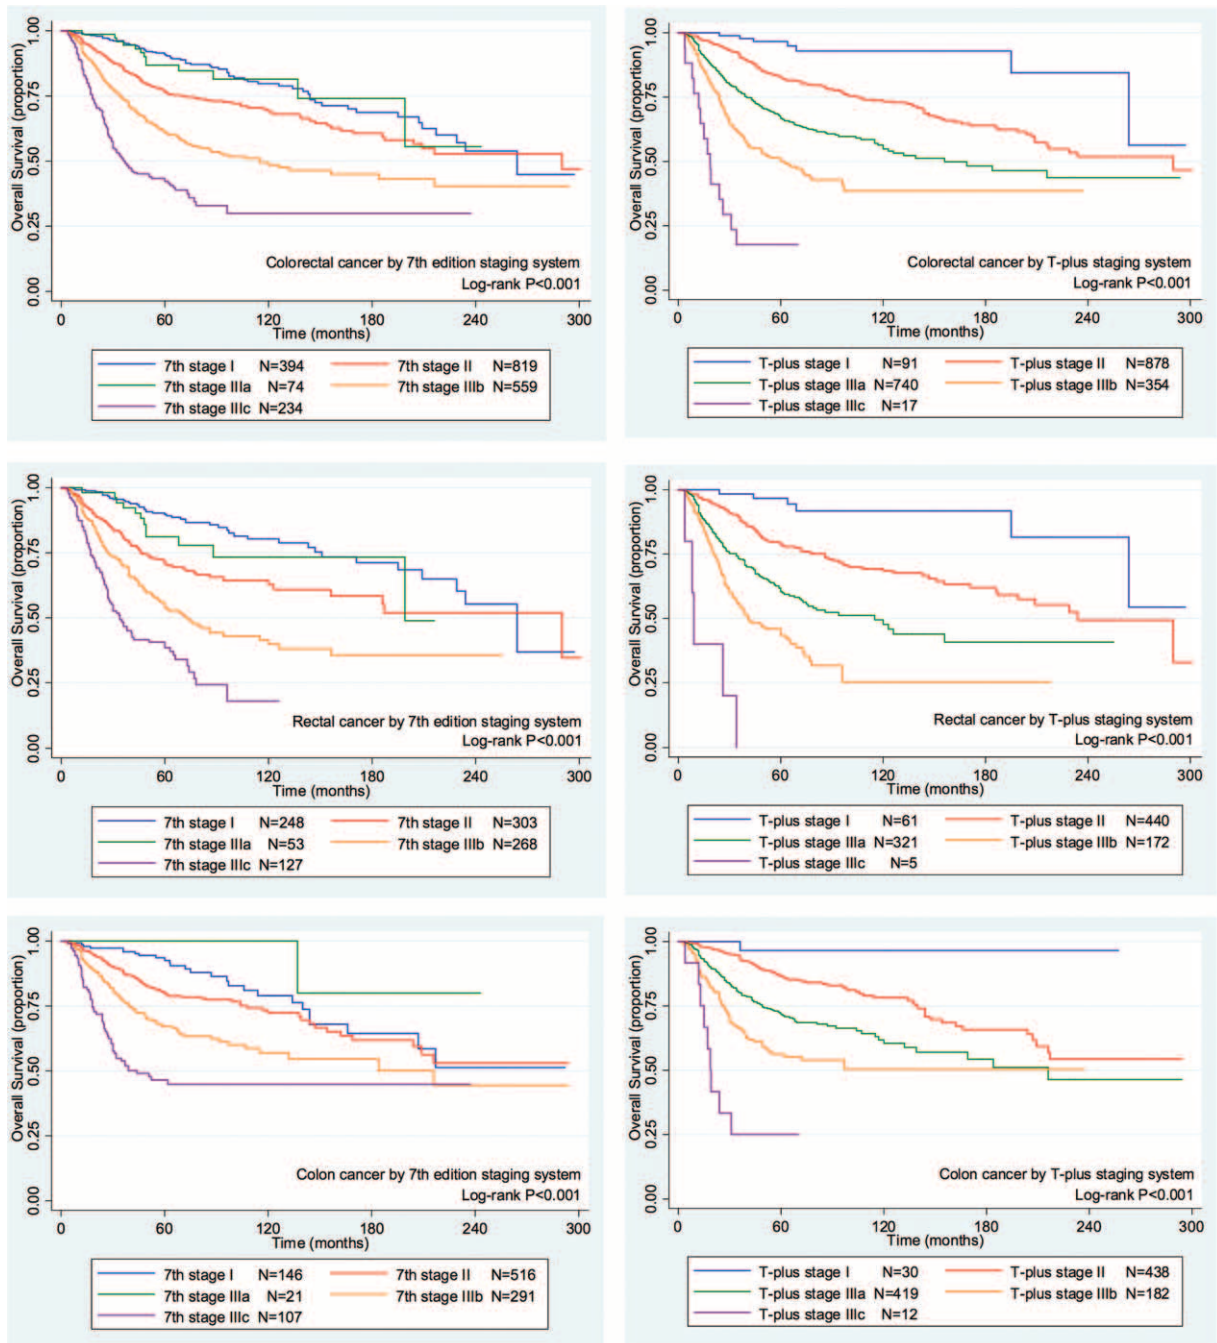 Overall Survival (proportion)
1.00
0.75
0.50
0.25
0.00
Colorectal cancer by 7th edition staging system
Log-rank P<0.001
0 60 120 180 240 300
Time (months)
7th stage I N=394 7th stage II N=819
7th stage IIIa N=74 7th stage IIIb N=559
7th stage IIIc N=234
Overall Survival (proportion)
1.00
0.75
0.50
0.25
0.00
Colorectal cancer by T-plus staging system
Log-rank P<0.001
0 60 120 180 240 300
Time (months)
T-plus stage I N=91 T-plus stage II N=878
T-plus stage IIIa N=740 T-plus stage IIIb N=354
T-plus stage IIIc N=17
Overall Survival (proportion)
1.00
0.75
0.50
0.25
0.00
Rectal cancer by 7th edition staging system
Log-rank P<0.001
0 60 120 180 240 300
Time (months)
7th stage I N=248 7th stage II N=303
7th stage IIIa N=53 7th stage IIIb N=268
7th stage IIIc N=127
Overall Survival (proportion)
1.00
0.75
0.50
0.25
0.00
Rectal cancer by T-plus staging system
Log-rank P<0.001
0 60 120 180 240 300
Time (months)
T-plus stage I N=61 T-plus stage II N=440
T-plus stage IIIa N=321 T-plus stage IIIb N=172
T-plus stage IIIc N=5
Overall Survival (proportion)
1.00
0.75
0.50
0.25
0.00
Colon cancer by 7th edition staging system
Log-rank P<0.001
0 60 120 180 240 300
Time (months)
7th stage I N=146 7th stage II N=516
7th stage IIIa N=21 7th stage IIIb N=291
7th stage IIIc N=107
Overall Survival (proportion)
1.00
0.75
0.50
0.25
0.00
Colon cancer by T-plus staging system
Log-rank P<0.001
0 60 120 180 240 300
Time (months)
T-plus stage I N=30 T-plus stage II N=438
T-plus stage IIIa N=419 T-plus stage IIIb N=182
T-plus stage IIIc N=12